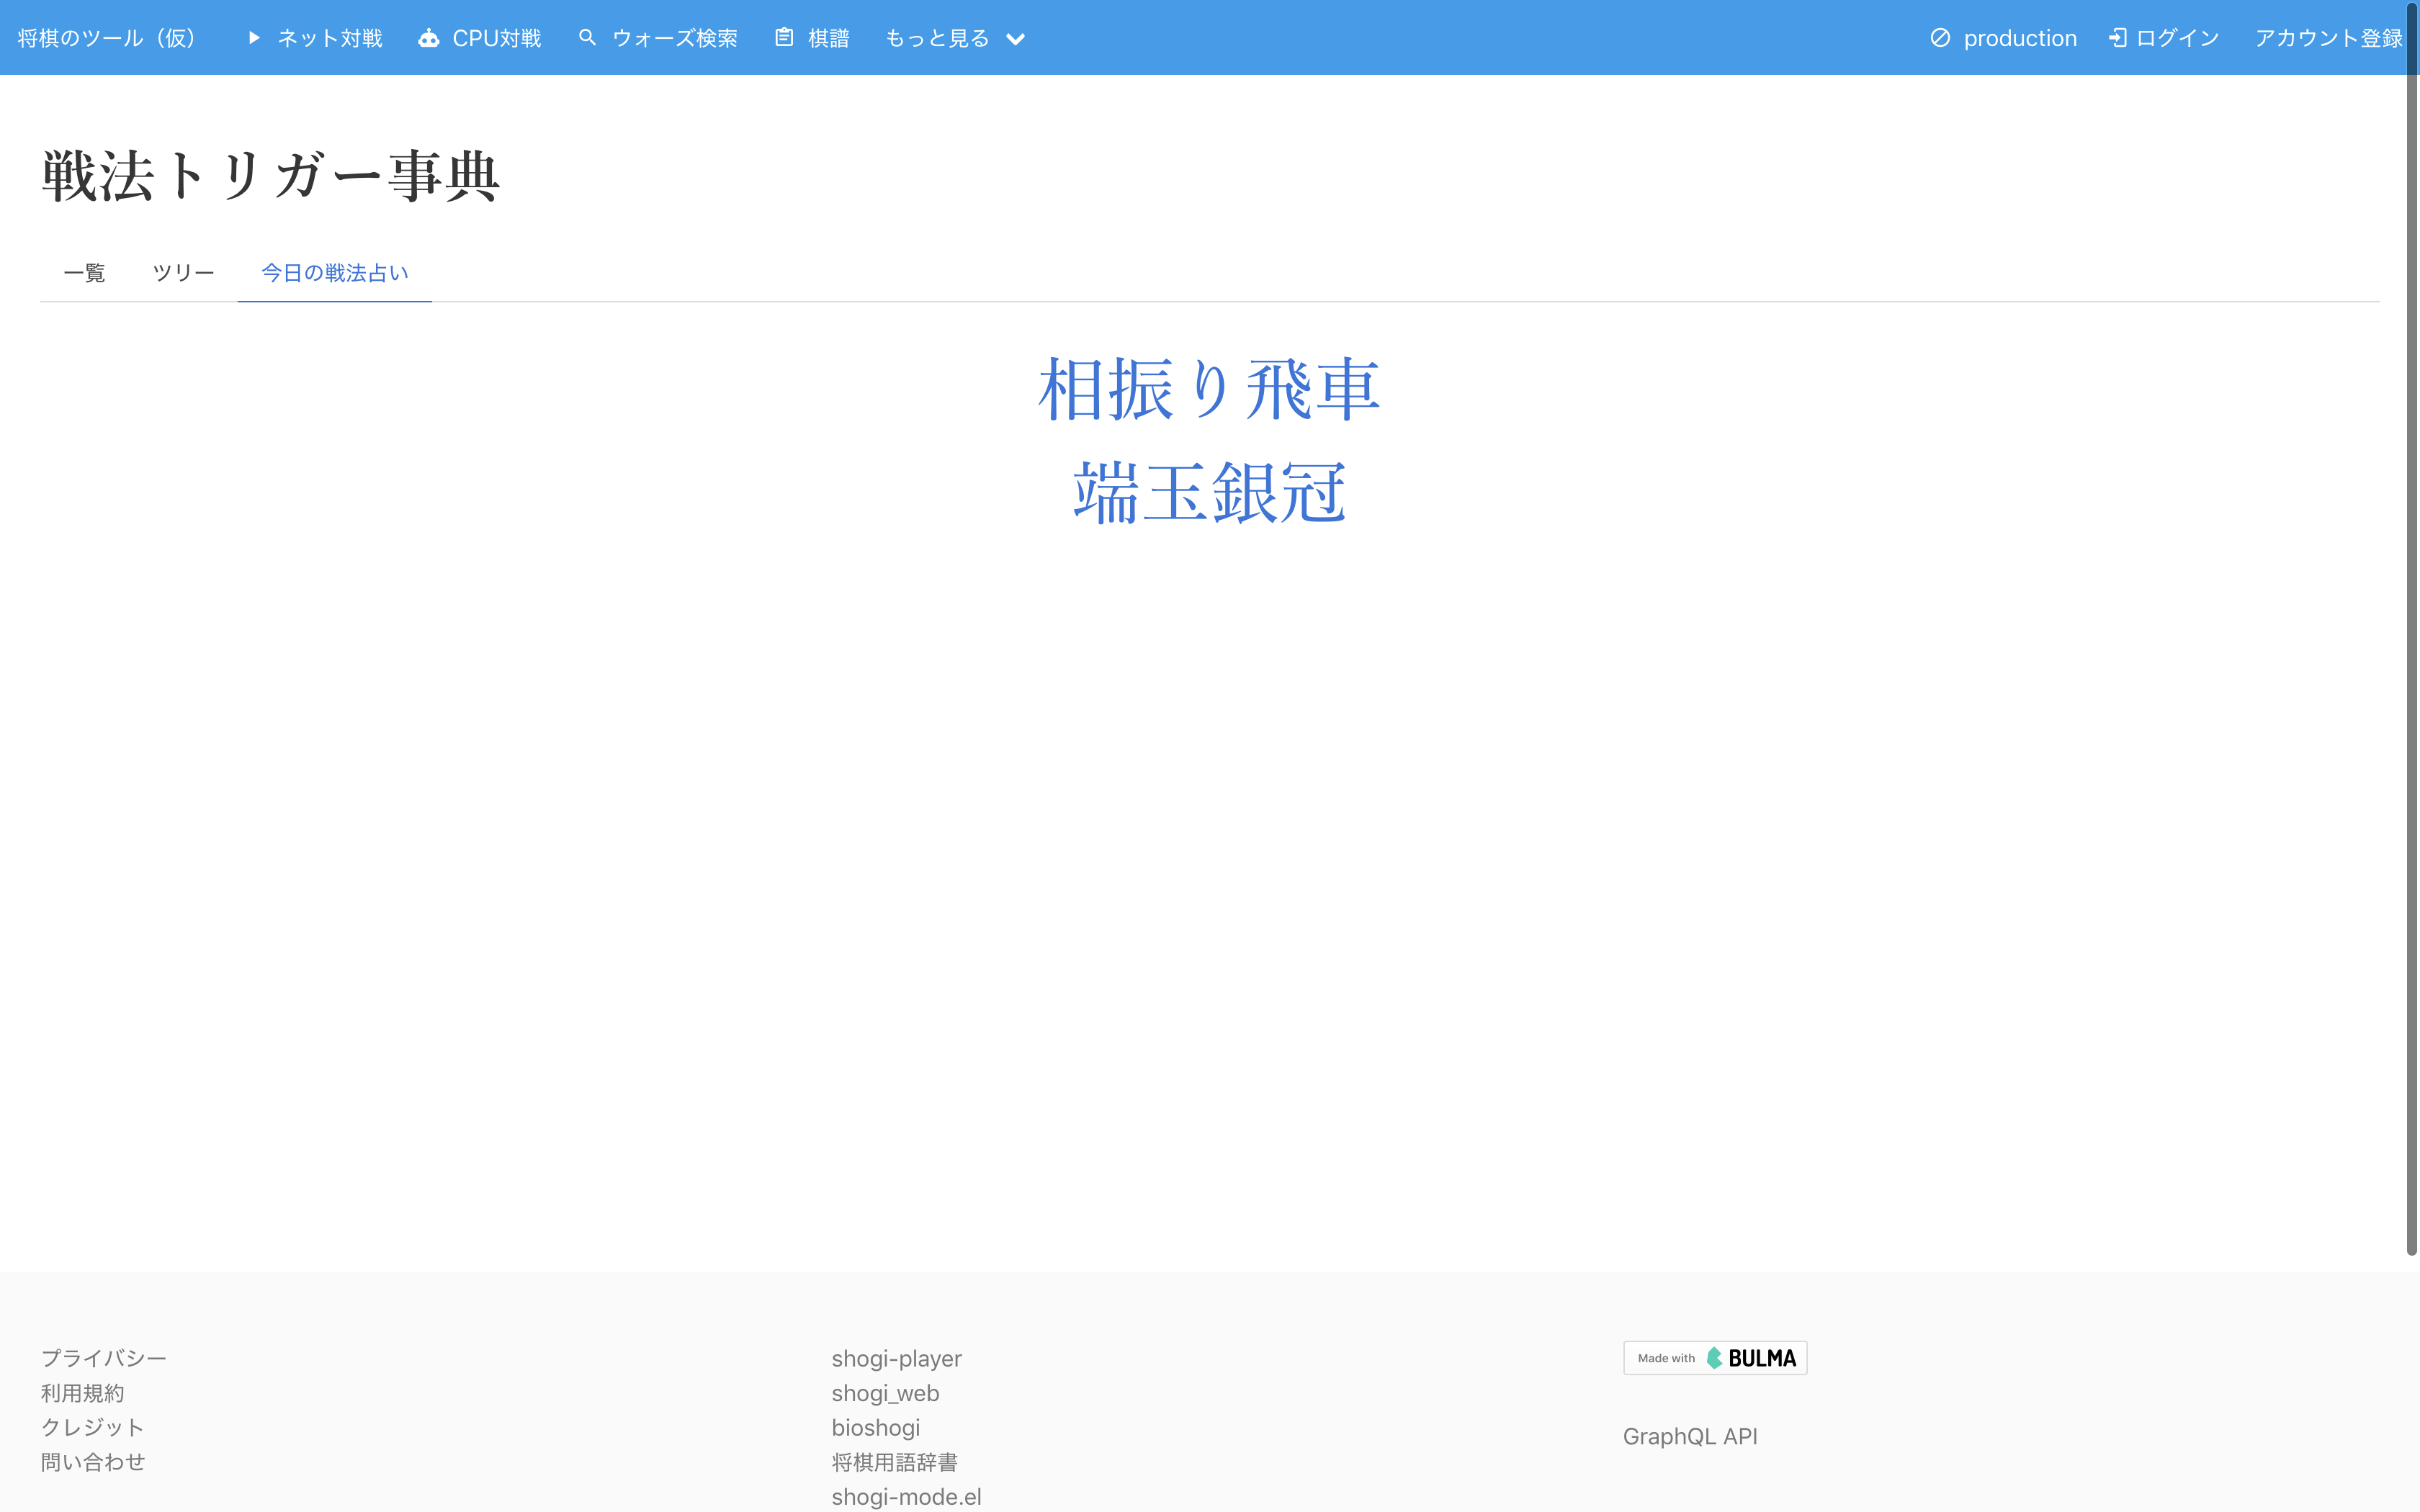 将棋のツール（仮） ネット対戦 CPU対戦 ウォーズ検索 棋譜 もっと見る production ログイン アカウント登録
戦法トリガー事典
一覧 ツリー 今日の戦法占い
相振り飛車
端玉銀冠
プライバシー
利用規約
クレジット
問い合わせ
shogi-player
shogi_web
bioshogi
将棋用語辞書
shogi-mode.el
Made with BULMA
GraphQL API